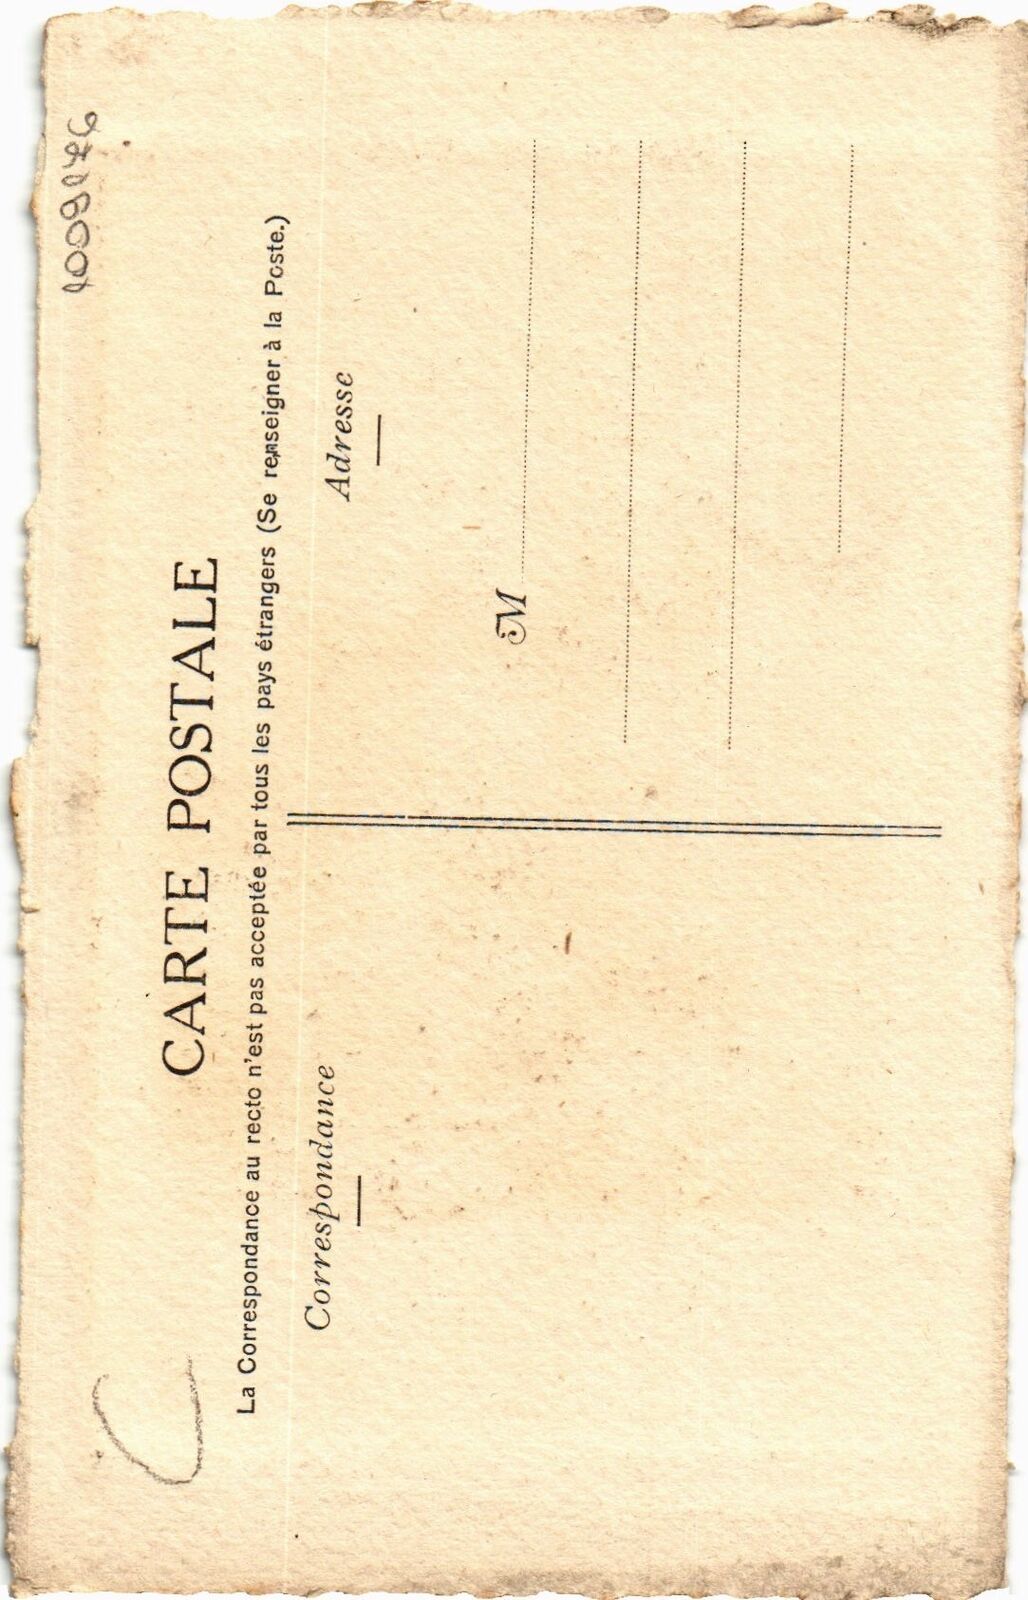 CARTE POSTALE
La Correspondance au recto n'est pas acceptée par tous les pays étrangers (Se renseigner à la Poste.)
Correspondance
Adresse
M